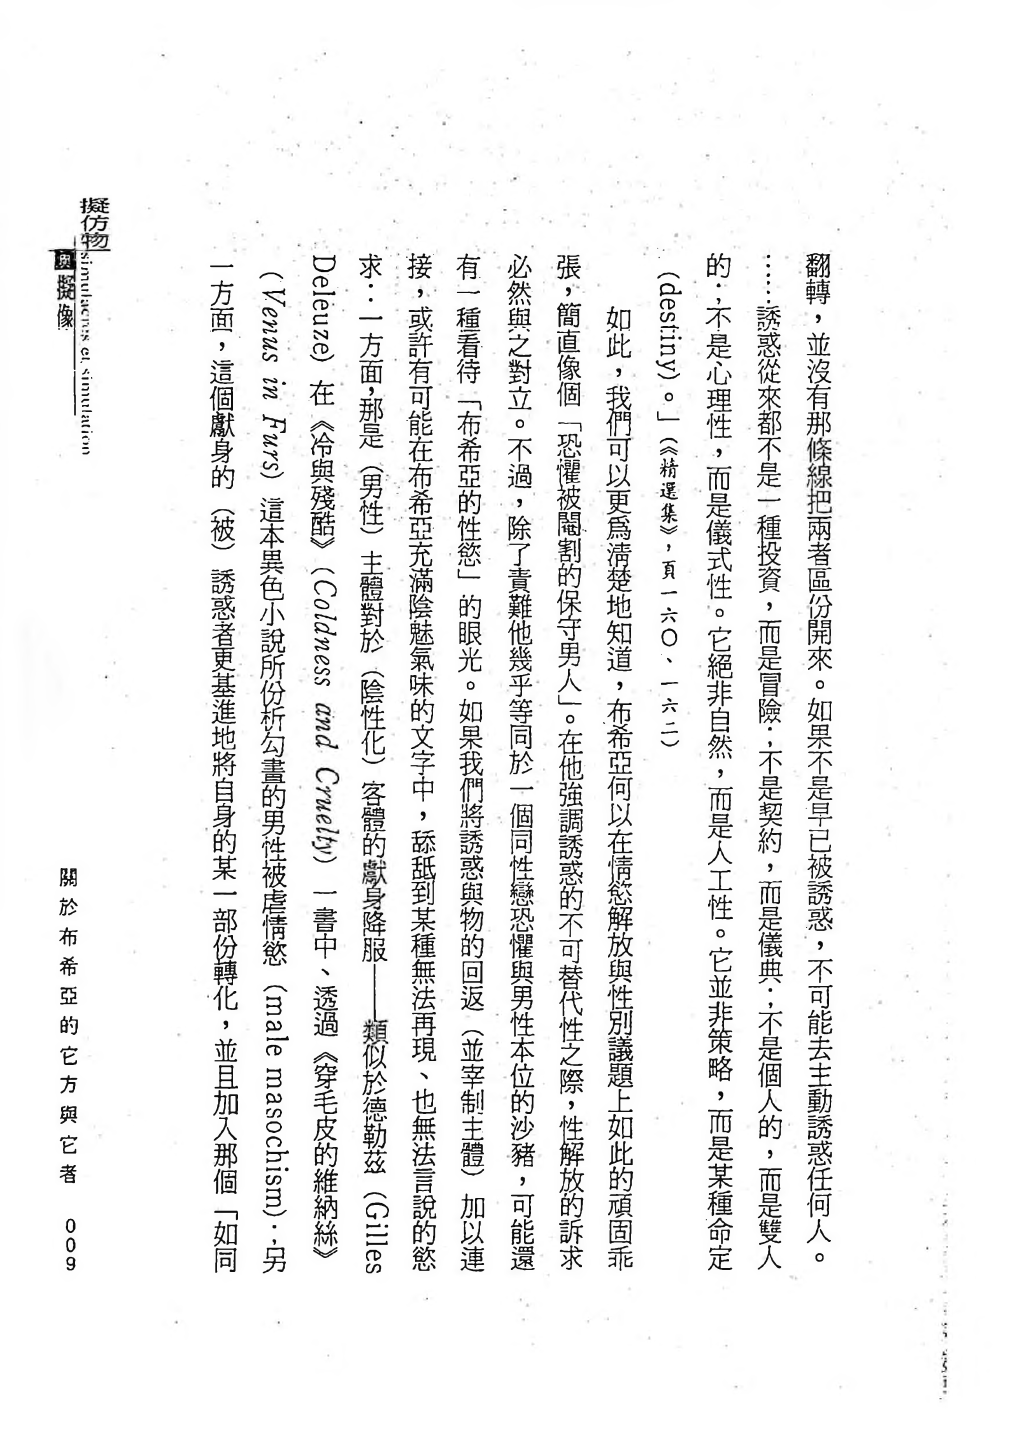 翻轉，並沒有那條線把兩者區份開來。如果不是早已被誘惑，不可能去主動誘惑任何人。
……誘惑從來都不是一種投資，而是冒險；不是契約，而是儀典；不是個人的，而是雙人
的；不是心理性，而是儀式性。它絕非自然，而是人工性。它並非策略，而是某種命定
（destiny）。」（《精選集》，頁一六〇、一六二）
如此，我們可以更爲清楚地知道，布希亞何以在情慾解放與性別議題上如此的頑固乖
張，簡直像個「恐懼被閹割的保守男人」。在他強調誘惑的不可替代性之際，性解放的訴求
必然與之對立。不過，除了責難他幾乎等同於一個同性戀恐懼與男性本位的沙豬，可能還
有一種看待「布希亞的性慾」的眼光。如果我們將誘惑與物的回返（並宰制主體）加以連
接，或許有可能在布希亞充滿陰魅氣味的文字中，舔舐到某種無法再現、也無法言說的慾
求：一方面，那是（男性）主體對於（陰性化）客體的獻身降服——類似於德勒茲（Gilles
Deleuze）在《冷與殘酷》（Coldness and Cruelty）一書中、透過《穿毛皮的維納絲》
（Venus in Furs）這本異色小說所份析勾畫的男性被虐情慾（male masochism）；另
一方面，這個獻身的（被）誘惑者更基進地將自身的某一部份轉化，並且加入那個「如同
擬仿物
simulacres et simulation
與擬像
關於布希亞的它方與它者 009